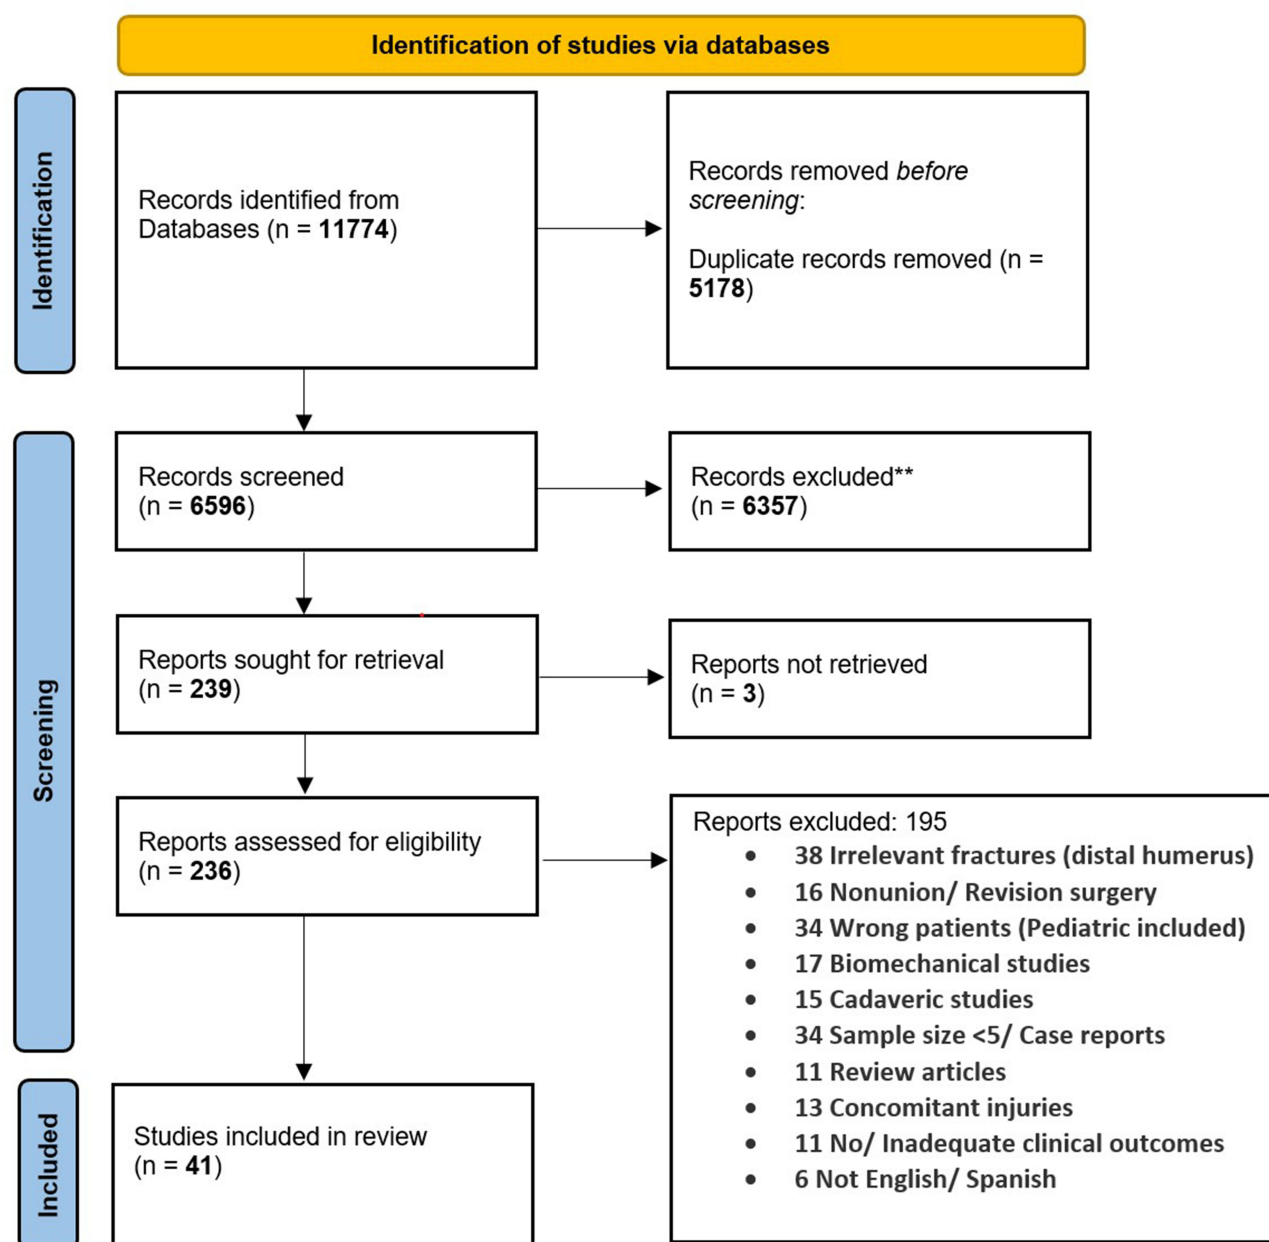 Identification of studies via databases
Identification
Records identified from
Databases (n = 11774)
Records removed before
screening:
Duplicate records removed (n =
5178)
Screening
Records screened
(n = 6596)
Records excluded**
(n = 6357)
Reports sought for retrieval
(n = 239)
Reports not retrieved
(n = 3)
Reports assessed for eligibility
(n = 236)
Reports excluded: 195
• 38 Irrelevant fractures (distal humerus)
• 16 Nonunion/ Revision surgery
• 34 Wrong patients (Pediatric included)
• 17 Biomechanical studies
• 15 Cadaveric studies
• 34 Sample size <5/ Case reports
• 11 Review articles
• 13 Concomitant injuries
• 11 No/ Inadequate clinical outcomes
• 6 Not English/ Spanish
Included
Studies included in review
(n = 41)